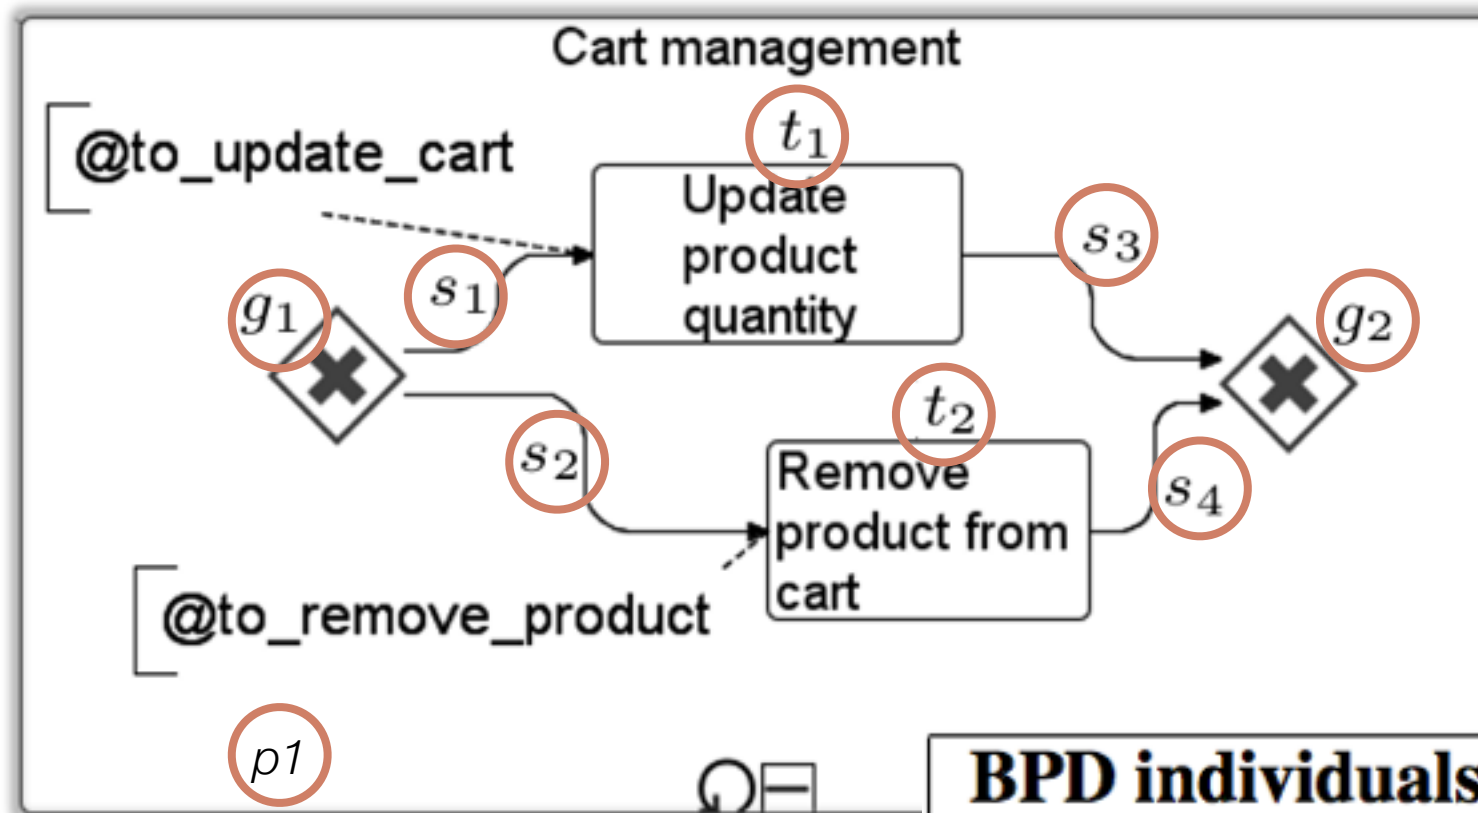 Cart management
@to_update_cart
t1
Update
product
quantity
s3
s1
g1
g2
t2
s2
Remove
product from
cart
s4
@to_remove_product
p1
BPD individuals